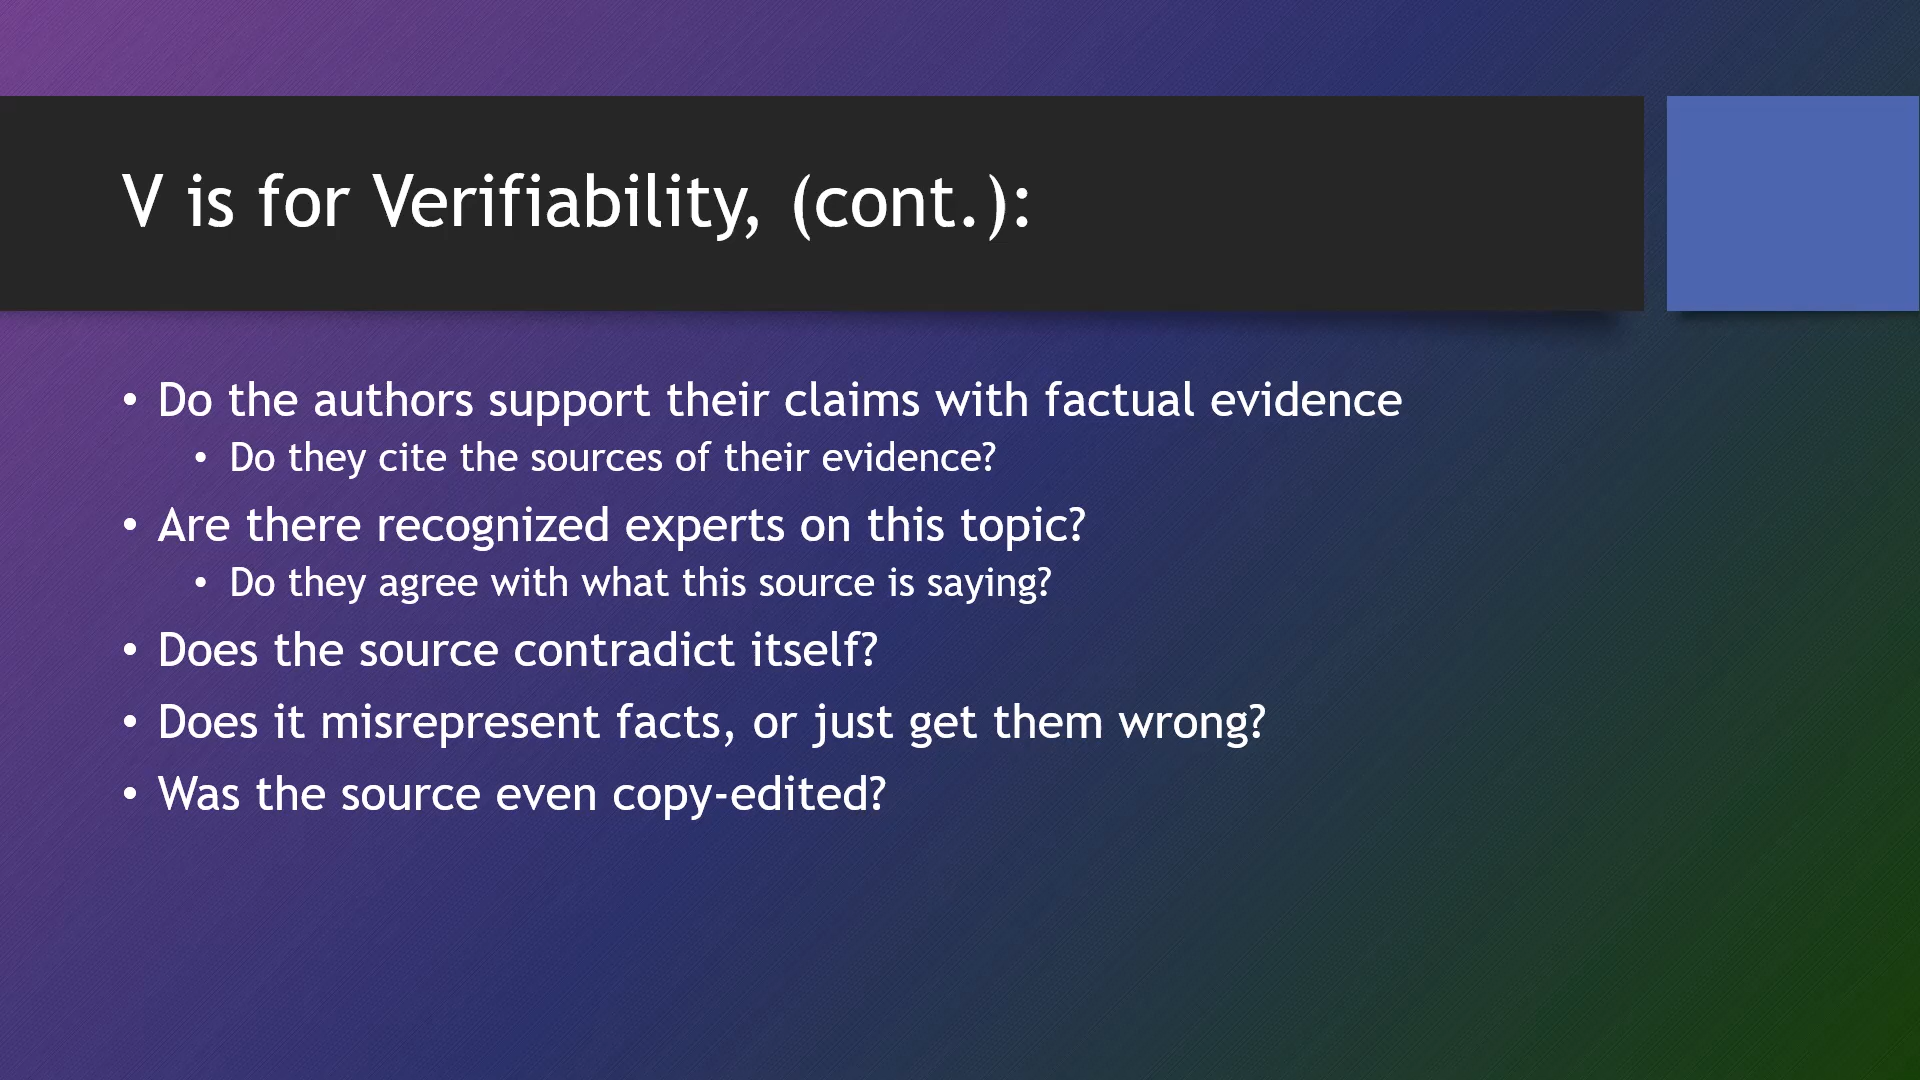 V is for Verifiability, (cont.):
• Do the authors support their claims with factual evidence
• Do they cite the sources of their evidence?
• Are there recognized experts on this topic?
• Do they agree with what this source is saying?
• Does the source contradict itself?
• Does it misrepresent facts, or just get them wrong?
• Was the source even copy-edited?